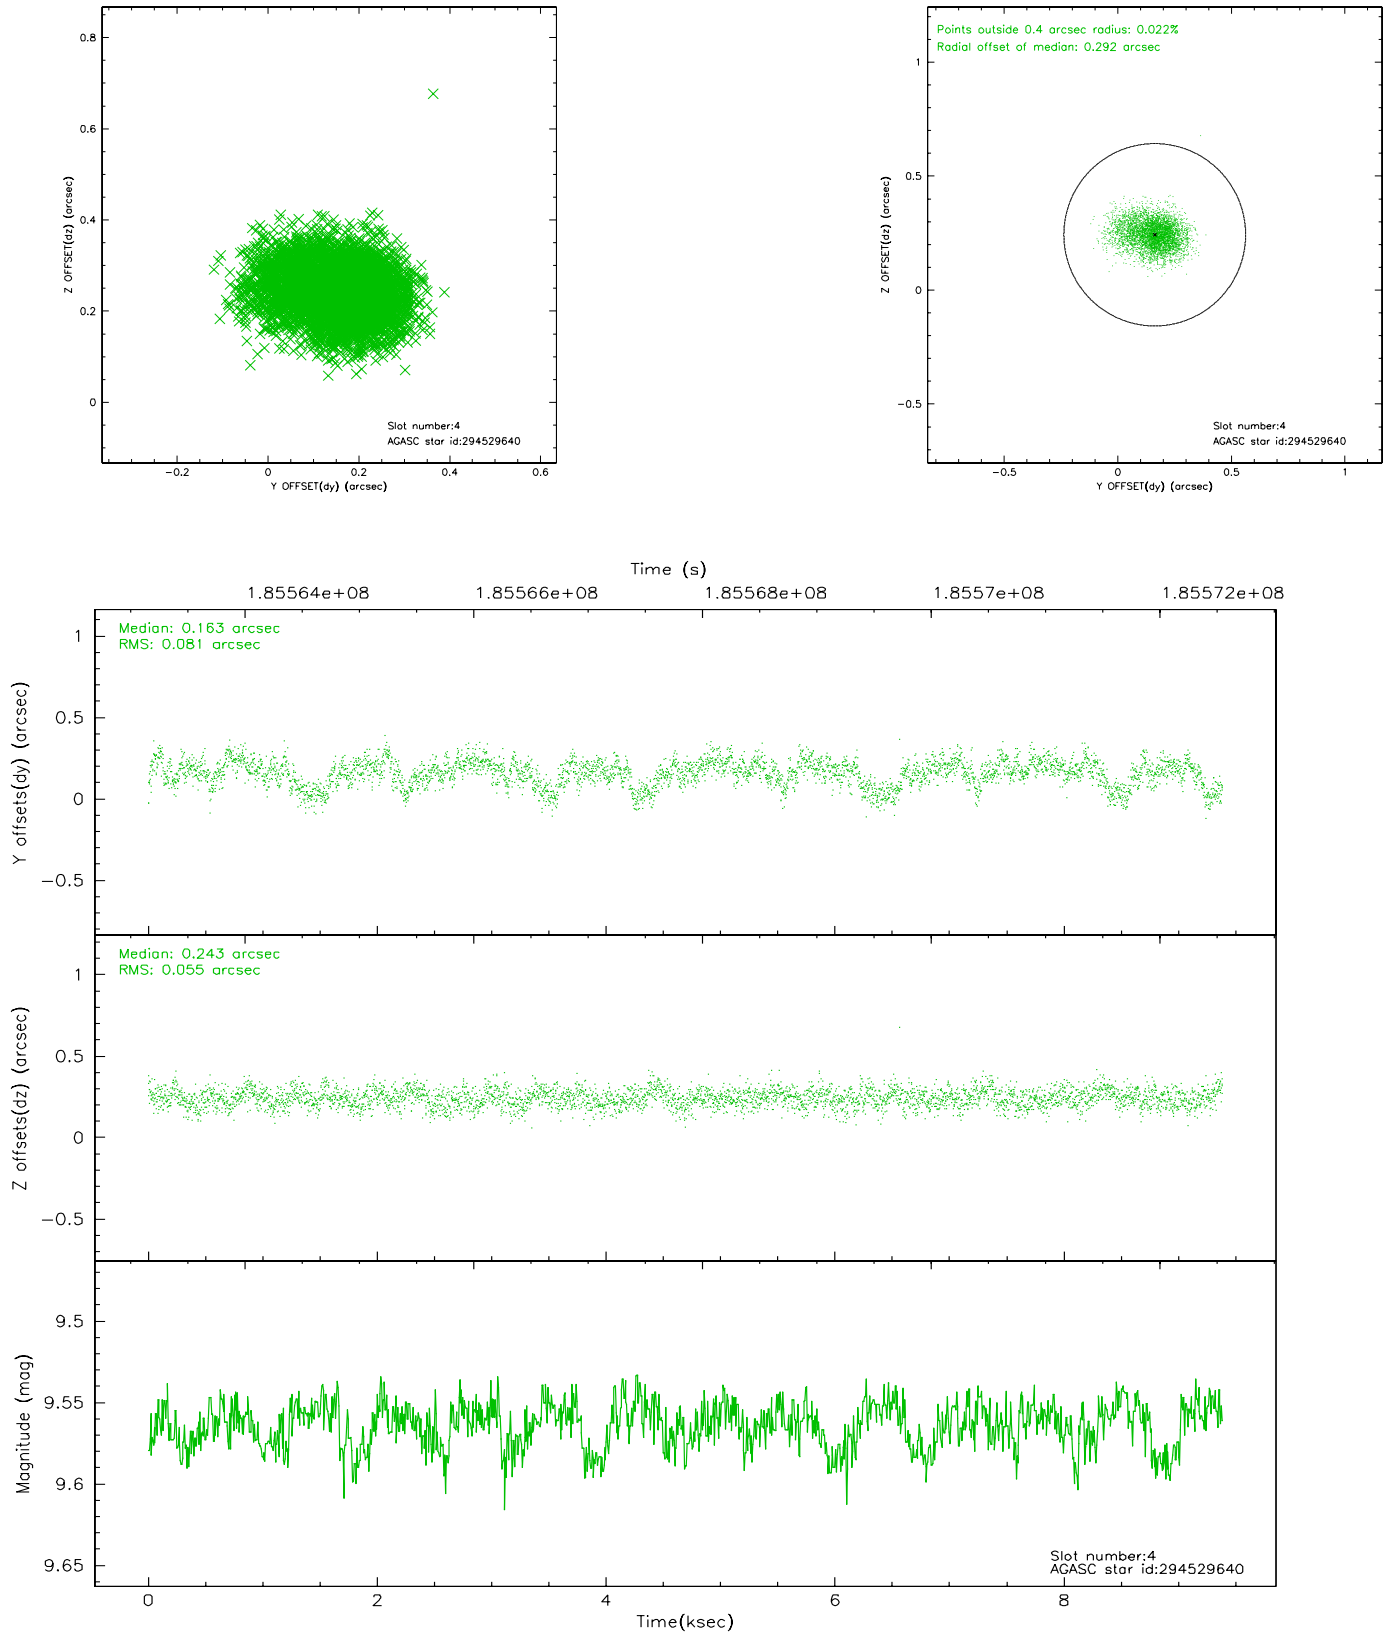 0.8
0.6
0.4
0.2
0
Z OFFSET(dz) (arcsec)
Slot number:4
AGASC star id:294529640
−0.2 0 0.2 0.4 0.6
Y OFFSET(dy) (arcsec)
Points outside 0.4 arcsec radius: 0.022%
Radial offset of median: 0.292 arcsec
1
0.5
0
−0.5
Z OFFSET(dz) (arcsec)
Slot number:4
AGASC star id:294529640
−0.5 0 0.5 1
Y OFFSET(dy) (arcsec)
Time (s)
1.85564e+08 1.85566e+08 1.85568e+08 1.8557e+08 1.85572e+08
Median: 0.163 arcsec
RMS: 0.081 arcsec
1
0.5
0
−0.5
Y offsets(dy) (arcsec)
Median: 0.243 arcsec
RMS: 0.055 arcsec
1
0.5
0
−0.5
Z offsets(dz) (arcsec)
9.5
9.55
9.6
9.65
Magnitude (mag)
Slot number:4
AGASC star id:294529640
0 2 4 6 8
Time(ksec)